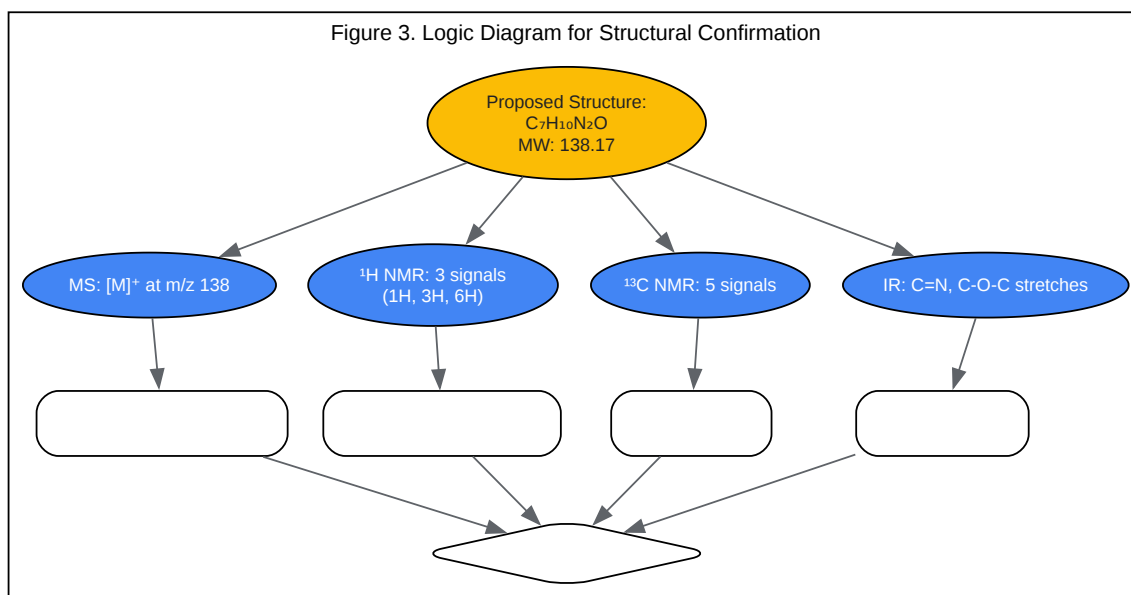 Figure 3. Logic Diagram for Structural Confirmation
Proposed Structure:
C₇H₁₀N₂O
MW: 138.17
MS: [M]⁺ at m/z 138
¹H NMR: 3 signals
(1H, 3H, 6H)
¹³C NMR: 5 signals
IR: C=N, C-O-C stretches